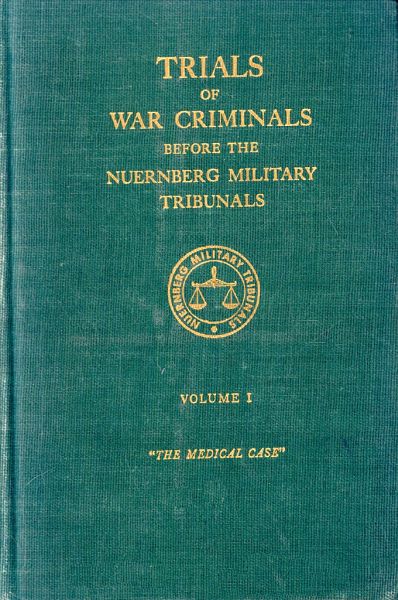 TRIALS
OF
WAR CRIMINALS
BEFORE THE
NUERNBERG MILITARY
TRIBUNALS
NUERNBERG MILITARY TRIBUNALS
VOLUME I
"THE MEDICAL CASE"